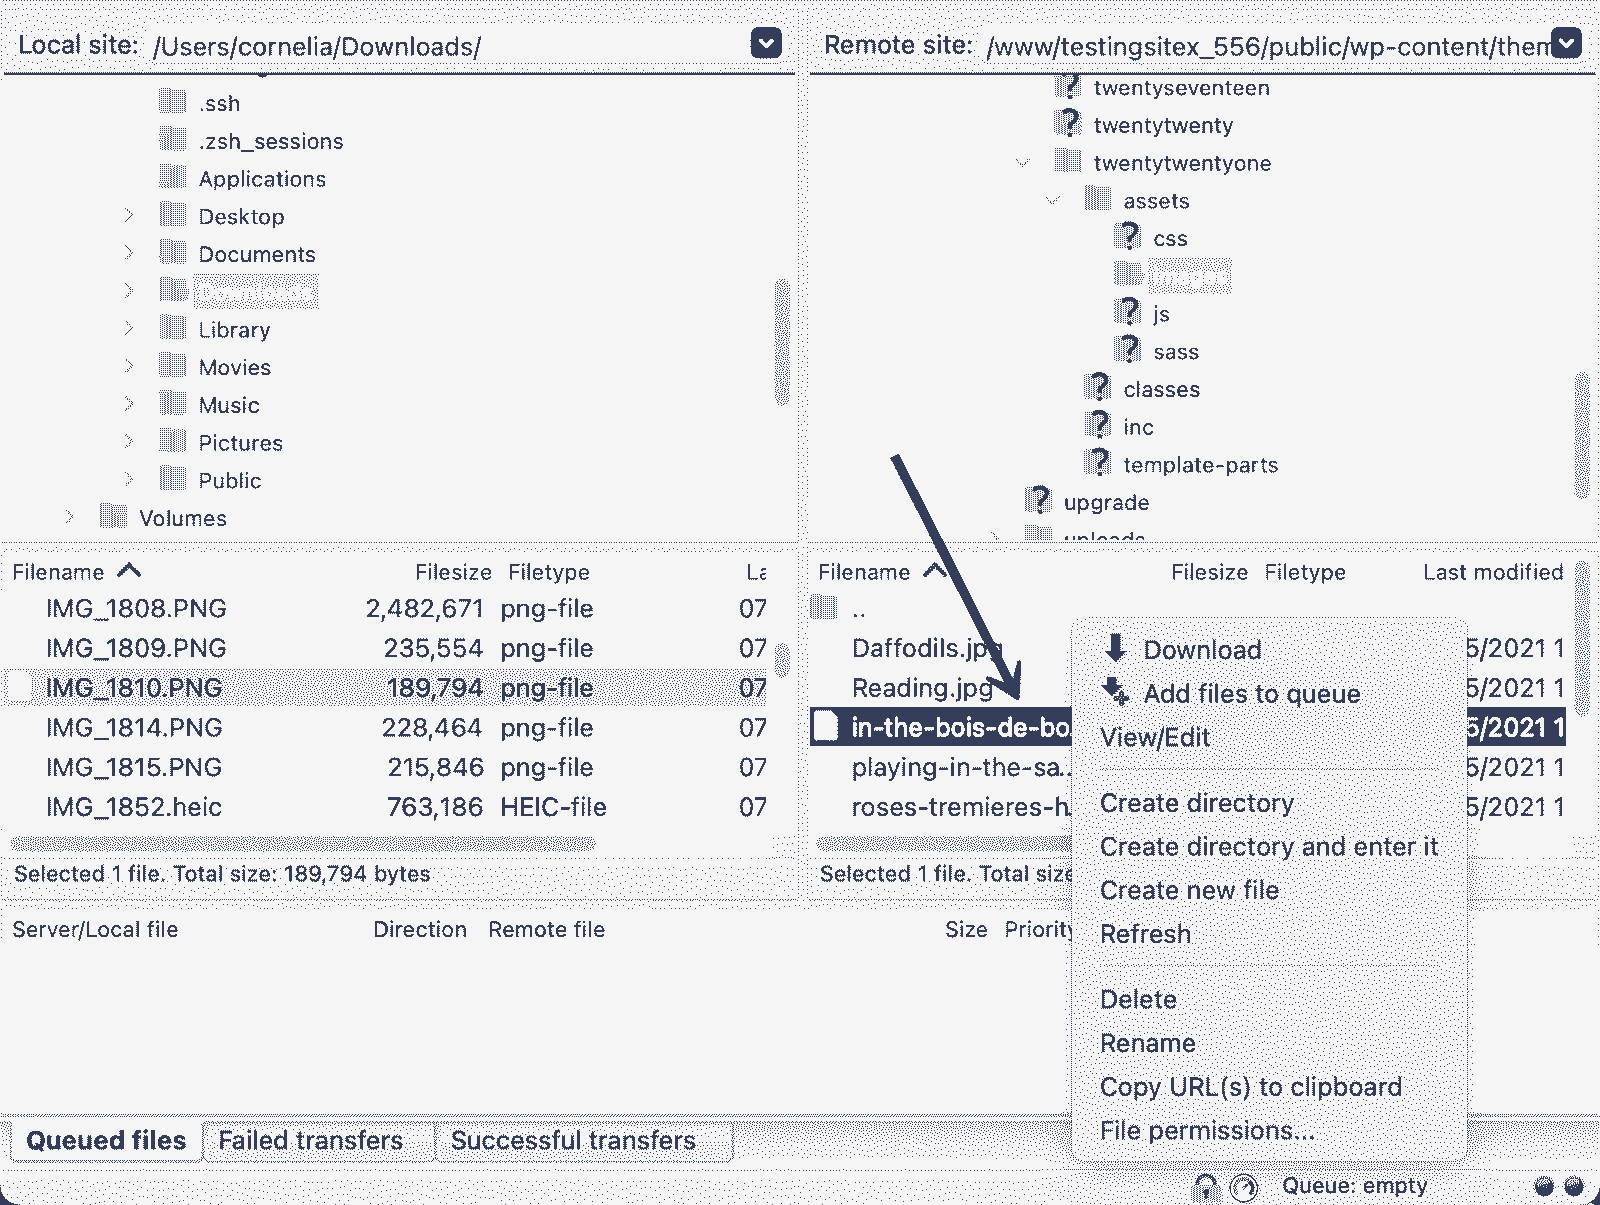 Local site: /Users/cornelia/Downloads/
.ssh
.zsh_sessions
Applications
Desktop
Documents
Library
Movies
Music
Pictures
Public
Volumes
Remote site: /www/testingsitex_556/public/wp-content/them
twentyseventeen
twentytwenty
twentytwentyone
assets
css
js
sass
classes
inc
template-parts
upgrade
uploads
Filename Filesize Filetype La
IMG_1808.PNG 2,482,671 png-file 07
IMG_1809.PNG 235,554 png-file 07
IMG_1810.PNG 189,794 png-file 07
IMG_1814.PNG 228,464 png-file 07
IMG_1815.PNG 215,846 png-file 07
IMG_1852.heic 763,186 HEIC-file 07
Selected 1 file. Total size: 189,794 bytes
Filename Filesize Filetype Last modified
..
Daffodils.jpg 5/2021 1
Reading.jpg 5/2021 1
in-the-bois-de-bo 5/2021 1
playing-in-the-sa... 5/2021 1
roses-tremieres-h. 5/2021 1
Selected 1 file. Total size
Download
Add files to queue
View/Edit
Create directory
Create directory and enter it
Create new file
Refresh
Delete
Rename
Copy URL(s) to clipboard
File permissions...
Server/Local file Direction Remote file Size Priority
Queued files Failed transfers Successful transfers
Queue: empty